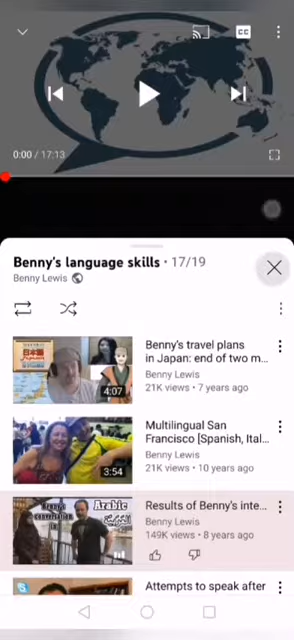 CC
0:00 / 17:13
Benny's language skills · 17/19
Benny Lewis
4:07
Benny's travel plans
in Japan: end of two m...
Benny Lewis
21K views · 7 years ago
3:54
Multilingual San
Francisco [Spanish, Ital...
Benny Lewis
21K views · 10 years ago
Arabic
Results of Benny's inte...
Benny Lewis
149K views · 8 years ago
Attempts to speak after